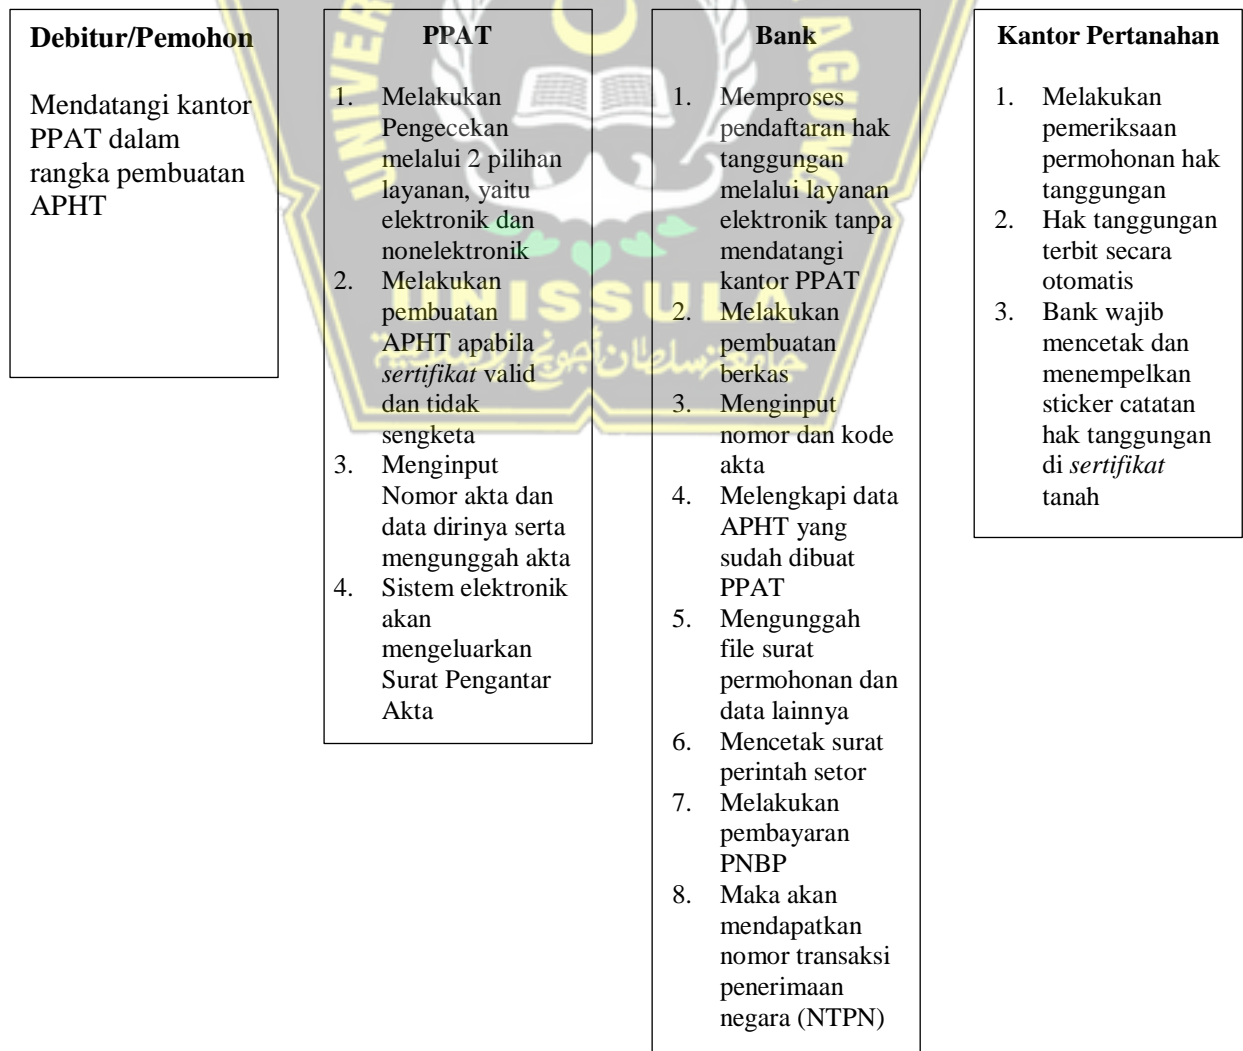 Debitur/Pemohon
Mendatangi kantor
PPAT dalam
rangka pembuatan
APHT
PPAT
1. Melakukan
Pengecekan
melalui 2 pilihan
layanan, yaitu
elektronik dan
nonelektronik
2. Melakukan
pembuatan
APHT apabila
sertifikat valid
dan tidak
sengketa
3. Menginput
Nomor akta dan
data dirinya serta
mengunggah akta
4. Sistem elektronik
akan
mengeluarkan
Surat Pengantar
Akta
Bank
1. Memproses
pendaftaran hak
tanggungan
melalui layanan
elektronik tanpa
mendatangi
kantor PPAT
2. Melakukan
pembuatan
berkas
3. Menginput
nomor dan kode
akta
4. Melengkapi data
APHT yang
sudah dibuat
PPAT
5. Mengunggah
file surat
permohonan dan
data lainnya
6. Mencetak surat
perintah setor
7. Melakukan
pembayaran
PNBP
8. Maka akan
mendapatkan
nomor transaksi
penerimaan
negara (NTPN)
Kantor Pertanahan
1. Melakukan
pemeriksaan
permohonan hak
tanggungan
2. Hak tanggungan
terbit secara
otomatis
3. Bank wajib
mencetak dan
menempelkan
sticker catatan
hak tanggungan
di sertifikat
tanah
UNISSULA
جامعة سلطان أجونج الإسلامية